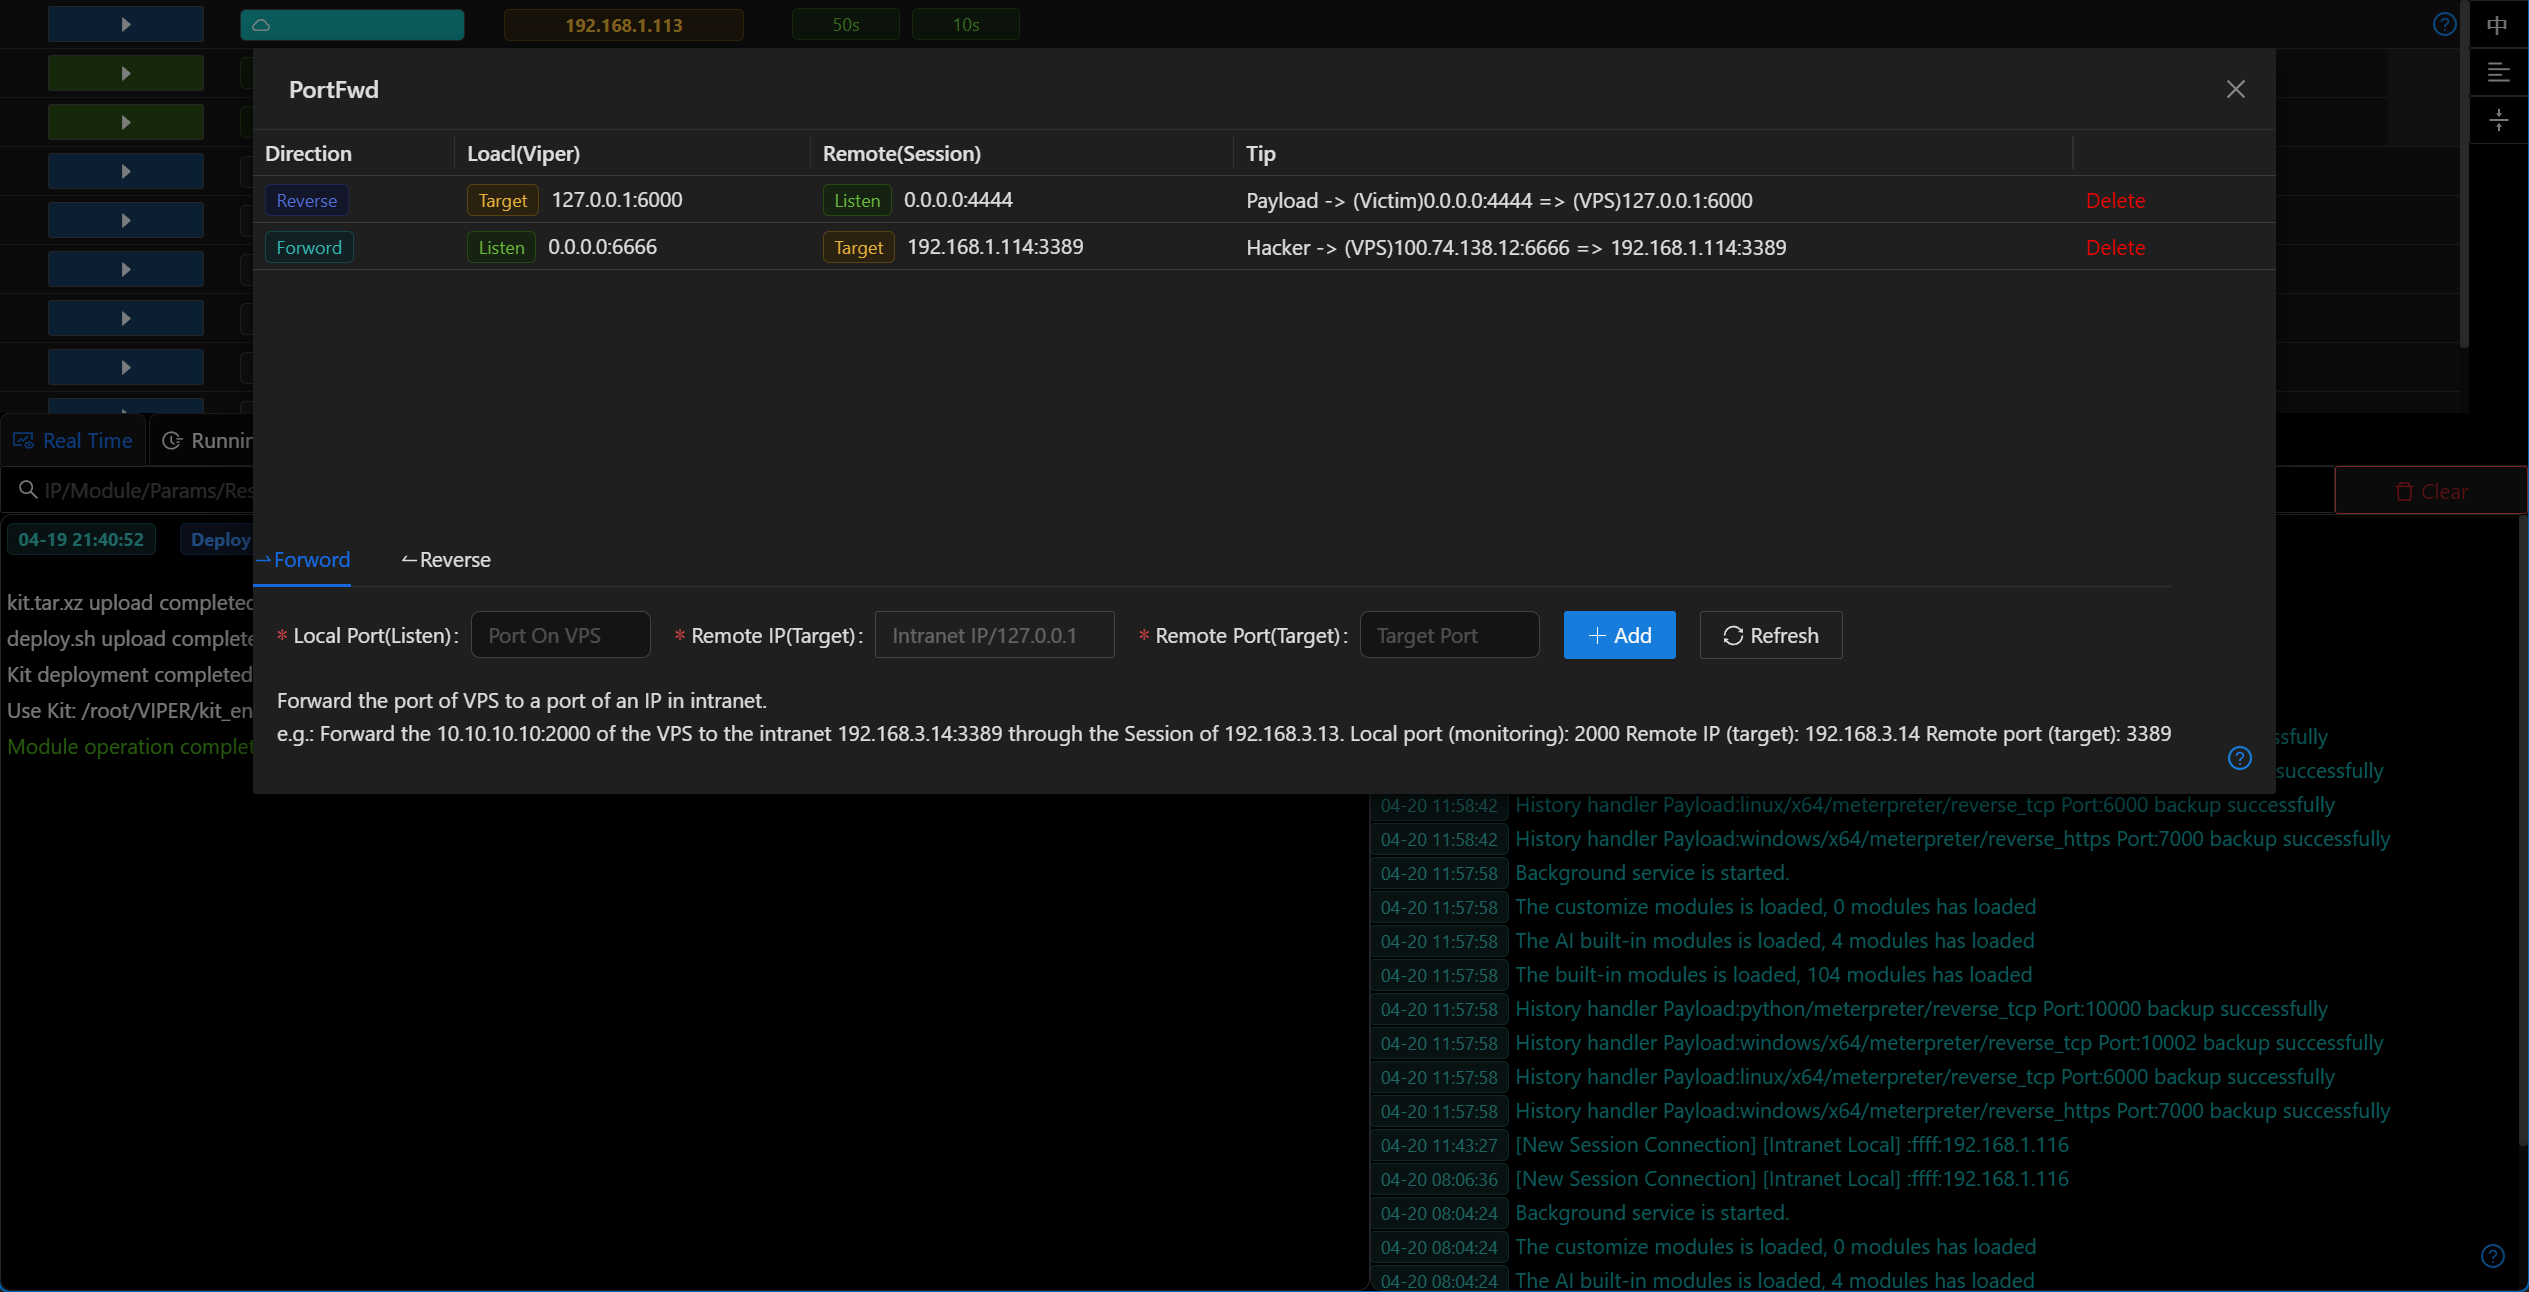 192.168.1.113 50s 10s
中
PortFwd
Direction Loacl(Viper) Remote(Session) Tip
Reverse Target 127.0.0.1:6000 Listen 0.0.0.0:4444 Payload -> (Victim)0.0.0.0:4444 => (VPS)127.0.0.1:6000 Delete
Forword Listen 0.0.0.0:6666 Target 192.168.1.114:3389 Hacker -> (VPS)100.74.138.12:6666 => 192.168.1.114:3389 Delete
Real Time Runnin
IP/Module/Params/Res
Clear
04-19 21:40:52 Deploy
Forword Reverse
kit.tar.xz upload completed
deploy.sh upload complete
Kit deployment completed
Use Kit: /root/VIPER/kit_en
Module operation complet
* Local Port(Listen): Port On VPS * Remote IP(Target): Intranet IP/127.0.0.1 * Remote Port(Target): Target Port + Add Refresh
Forward the port of VPS to a port of an IP in intranet.
e.g.: Forward the 10.10.10.10:2000 of the VPS to the intranet 192.168.3.14:3389 through the Session of 192.168.3.13. Local port (monitoring): 2000 Remote IP (target): 192.168.3.14 Remote port (target): 3389
ssfully
successfully
04-20 11:58:42 History handler Payload:linux/x64/meterpreter/reverse_tcp Port:6000 backup successfully
04-20 11:58:42 History handler Payload:windows/x64/meterpreter/reverse_https Port:7000 backup successfully
04-20 11:57:58 Background service is started.
04-20 11:57:58 The customize modules is loaded, 0 modules has loaded
04-20 11:57:58 The AI built-in modules is loaded, 4 modules has loaded
04-20 11:57:58 The built-in modules is loaded, 104 modules has loaded
04-20 11:57:58 History handler Payload:python/meterpreter/reverse_tcp Port:10000 backup successfully
04-20 11:57:58 History handler Payload:windows/x64/meterpreter/reverse_tcp Port:10002 backup successfully
04-20 11:57:58 History handler Payload:linux/x64/meterpreter/reverse_tcp Port:6000 backup successfully
04-20 11:57:58 History handler Payload:windows/x64/meterpreter/reverse_https Port:7000 backup successfully
04-20 11:43:27 [New Session Connection] [Intranet Local] :ffff:192.168.1.116
04-20 08:06:36 [New Session Connection] [Intranet Local] :ffff:192.168.1.116
04-20 08:04:24 Background service is started.
04-20 08:04:24 The customize modules is loaded, 0 modules has loaded
04-20 08:04:24 The AI built-in modules is loaded, 4 modules has loaded